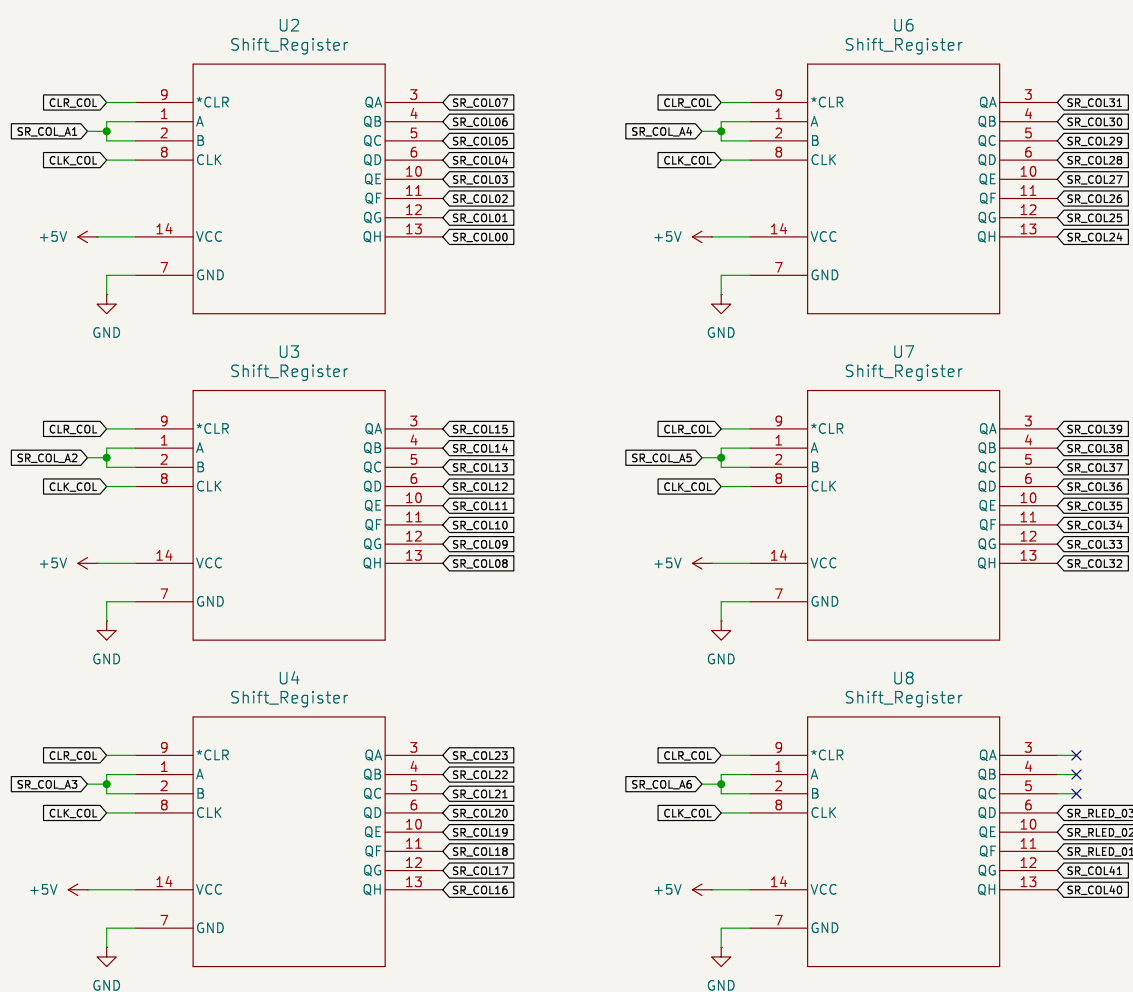 U2
Shift_Register
CLR_COL 9 *CLR QA 3 SR_COL07
1 A QB 4 SR_COL06
SR_COL_A1
2 B QC 5 SR_COL05
CLK_COL 8 CLK QD 6 SR_COL04
QE 10 SR_COL03
QF 11 SR_COL02
QG 12 SR_COL01
+5V 14 VCC QH 13 SR_COL00
7 GND
GND
U3
Shift_Register
CLR_COL 9 *CLR QA 3 SR_COL15
1 A QB 4 SR_COL14
SR_COL_A2
2 B QC 5 SR_COL13
CLK_COL 8 CLK QD 6 SR_COL12
QE 10 SR_COL11
QF 11 SR_COL10
QG 12 SR_COL09
+5V 14 VCC QH 13 SR_COL08
7 GND
GND
U4
Shift_Register
CLR_COL 9 *CLR QA 3 SR_COL23
1 A QB 4 SR_COL22
SR_COL_A3
2 B QC 5 SR_COL21
CLK_COL 8 CLK QD 6 SR_COL20
QE 10 SR_COL19
QF 11 SR_COL18
QG 12 SR_COL17
+5V 14 VCC QH 13 SR_COL16
7 GND
GND
U6
Shift_Register
CLR_COL 9 *CLR QA 3 SR_COL31
1 A QB 4 SR_COL30
SR_COL_A4
2 B QC 5 SR_COL29
CLK_COL 8 CLK QD 6 SR_COL28
QE 10 SR_COL27
QF 11 SR_COL26
QG 12 SR_COL25
+5V 14 VCC QH 13 SR_COL24
7 GND
GND
U7
Shift_Register
CLR_COL 9 *CLR QA 3 SR_COL39
1 A QB 4 SR_COL38
SR_COL_A5
2 B QC 5 SR_COL37
CLK_COL 8 CLK QD 6 SR_COL36
QE 10 SR_COL35
QF 11 SR_COL34
QG 12 SR_COL33
+5V 14 VCC QH 13 SR_COL32
7 GND
GND
U8
Shift_Register
CLR_COL 9 *CLR QA 3
1 A QB 4
SR_COL_A6
2 B QC 5
CLK_COL 8 CLK QD 6 SR_RLED_03
QE 10 SR_RLED_02
QF 11 SR_RLED_01
QG 12 SR_COL41
+5V 14 VCC QH 13 SR_COL40
7 GND
GND